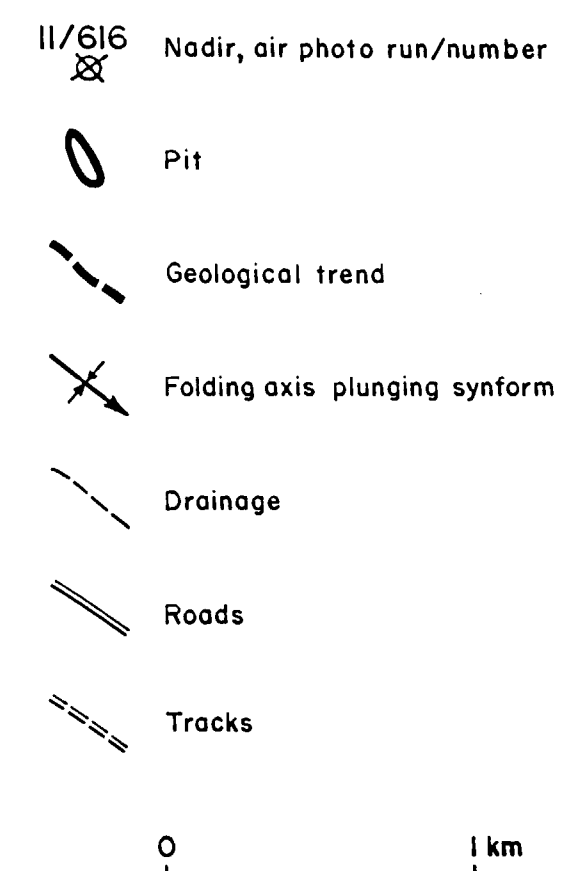 11/616
Nadir, air photo run/number
Pit
Geological trend
Folding axis plunging synform
Drainage
Roads
Tracks
0 1 km